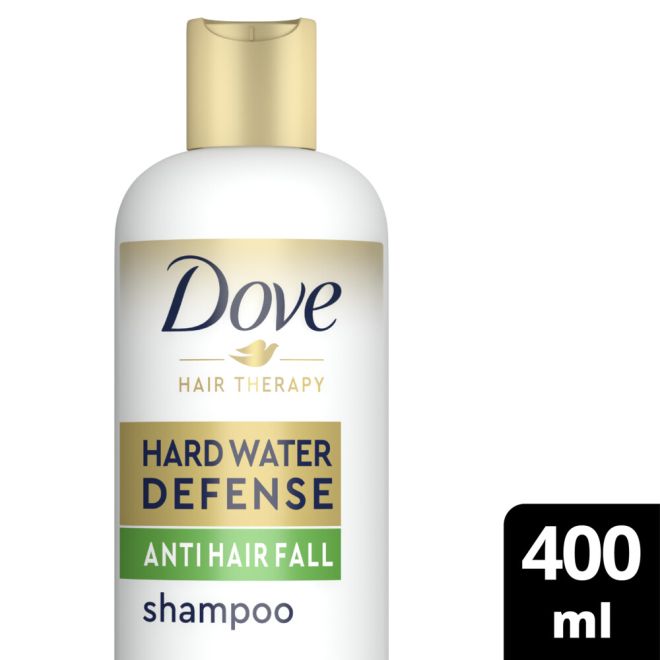 Dove
HAIR THERAPY
HARD WATER
DEFENSE
ANTI HAIR FALL
shampoo
400
ml